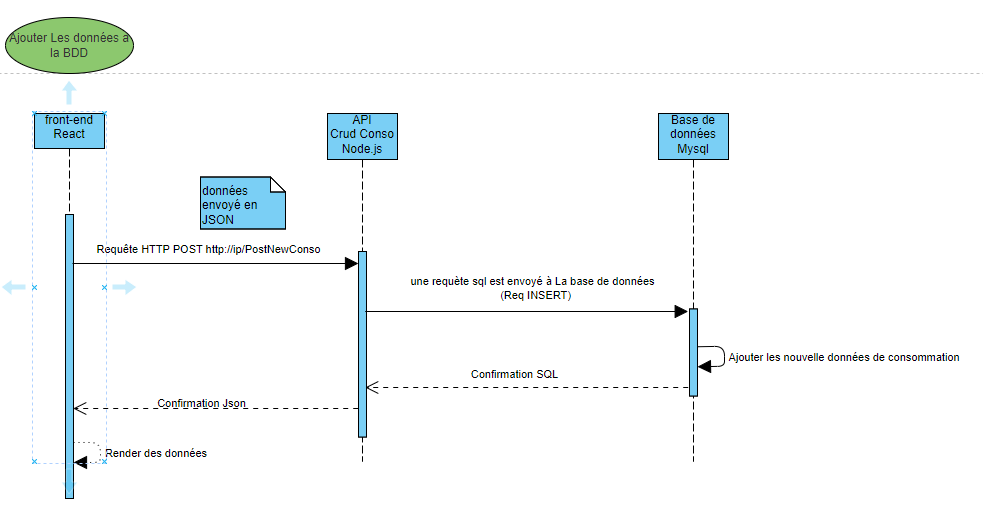 Ajouter Les données a
la BDD
front-end
React
API
Crud Conso
Node.js
Base de
données
Mysql
données
envoyé en
JSON
Requête HTTP POST http://ip/PostNewConso
une requète sql est envoyé à La base de données
(Req INSERT)
Ajouter les nouvelle données de consommation
Confirmation SQL
Confirmation Json
Render des données